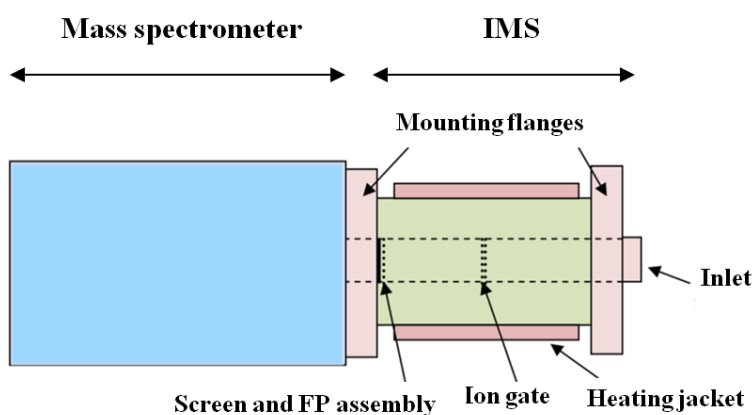 Mass spectrometer
IMS
Mounting flanges
Inlet
Screen and FP assembly
Ion gate
Heating jacket